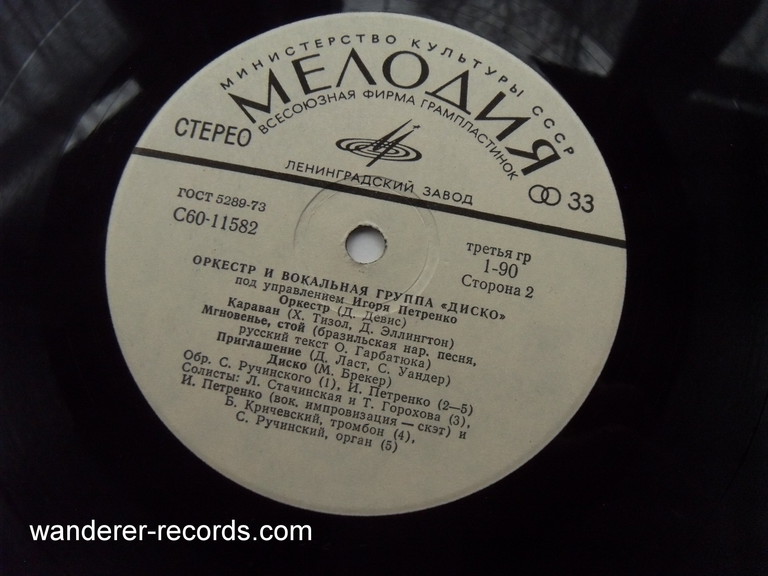 МИНИСТЕРСТВО КУЛЬТУРЫ СССР
МЕЛОДИЯ
ВСЕСОЮЗНАЯ ФИРМА ГРАМПЛАСТИНОК
СТЕРЕО
ЛЕНИНГРАДСКИЙ ЗАВОД
33
ГОСТ 5289-73
С60-11582
третья гр
1-90
Сторона 2
ОРКЕСТР И ВОКАЛЬНАЯ ГРУППА «ДИСКО»
под управлением Игоря Петренко
Оркестр (Д. Девис)
Караван (Х. Тизол, Д. Эллингтон)
Мгновенье, стой (бразильская нар. песня,
русский текст О. Гарбатюка)
Приглашение (Д. Ласт, С. Уандер)
Диско (М. Брекер)
Обр. С. Ручинского (1), И. Петренко (2—5)
Солисты: Л. Стачинская и Т. Горохова (3),
И. Петренко (вок. импровизация — скэт) и
Б. Кричевский, тромбон (4),
С. Ручинский, орган (5)
wanderer-records.com